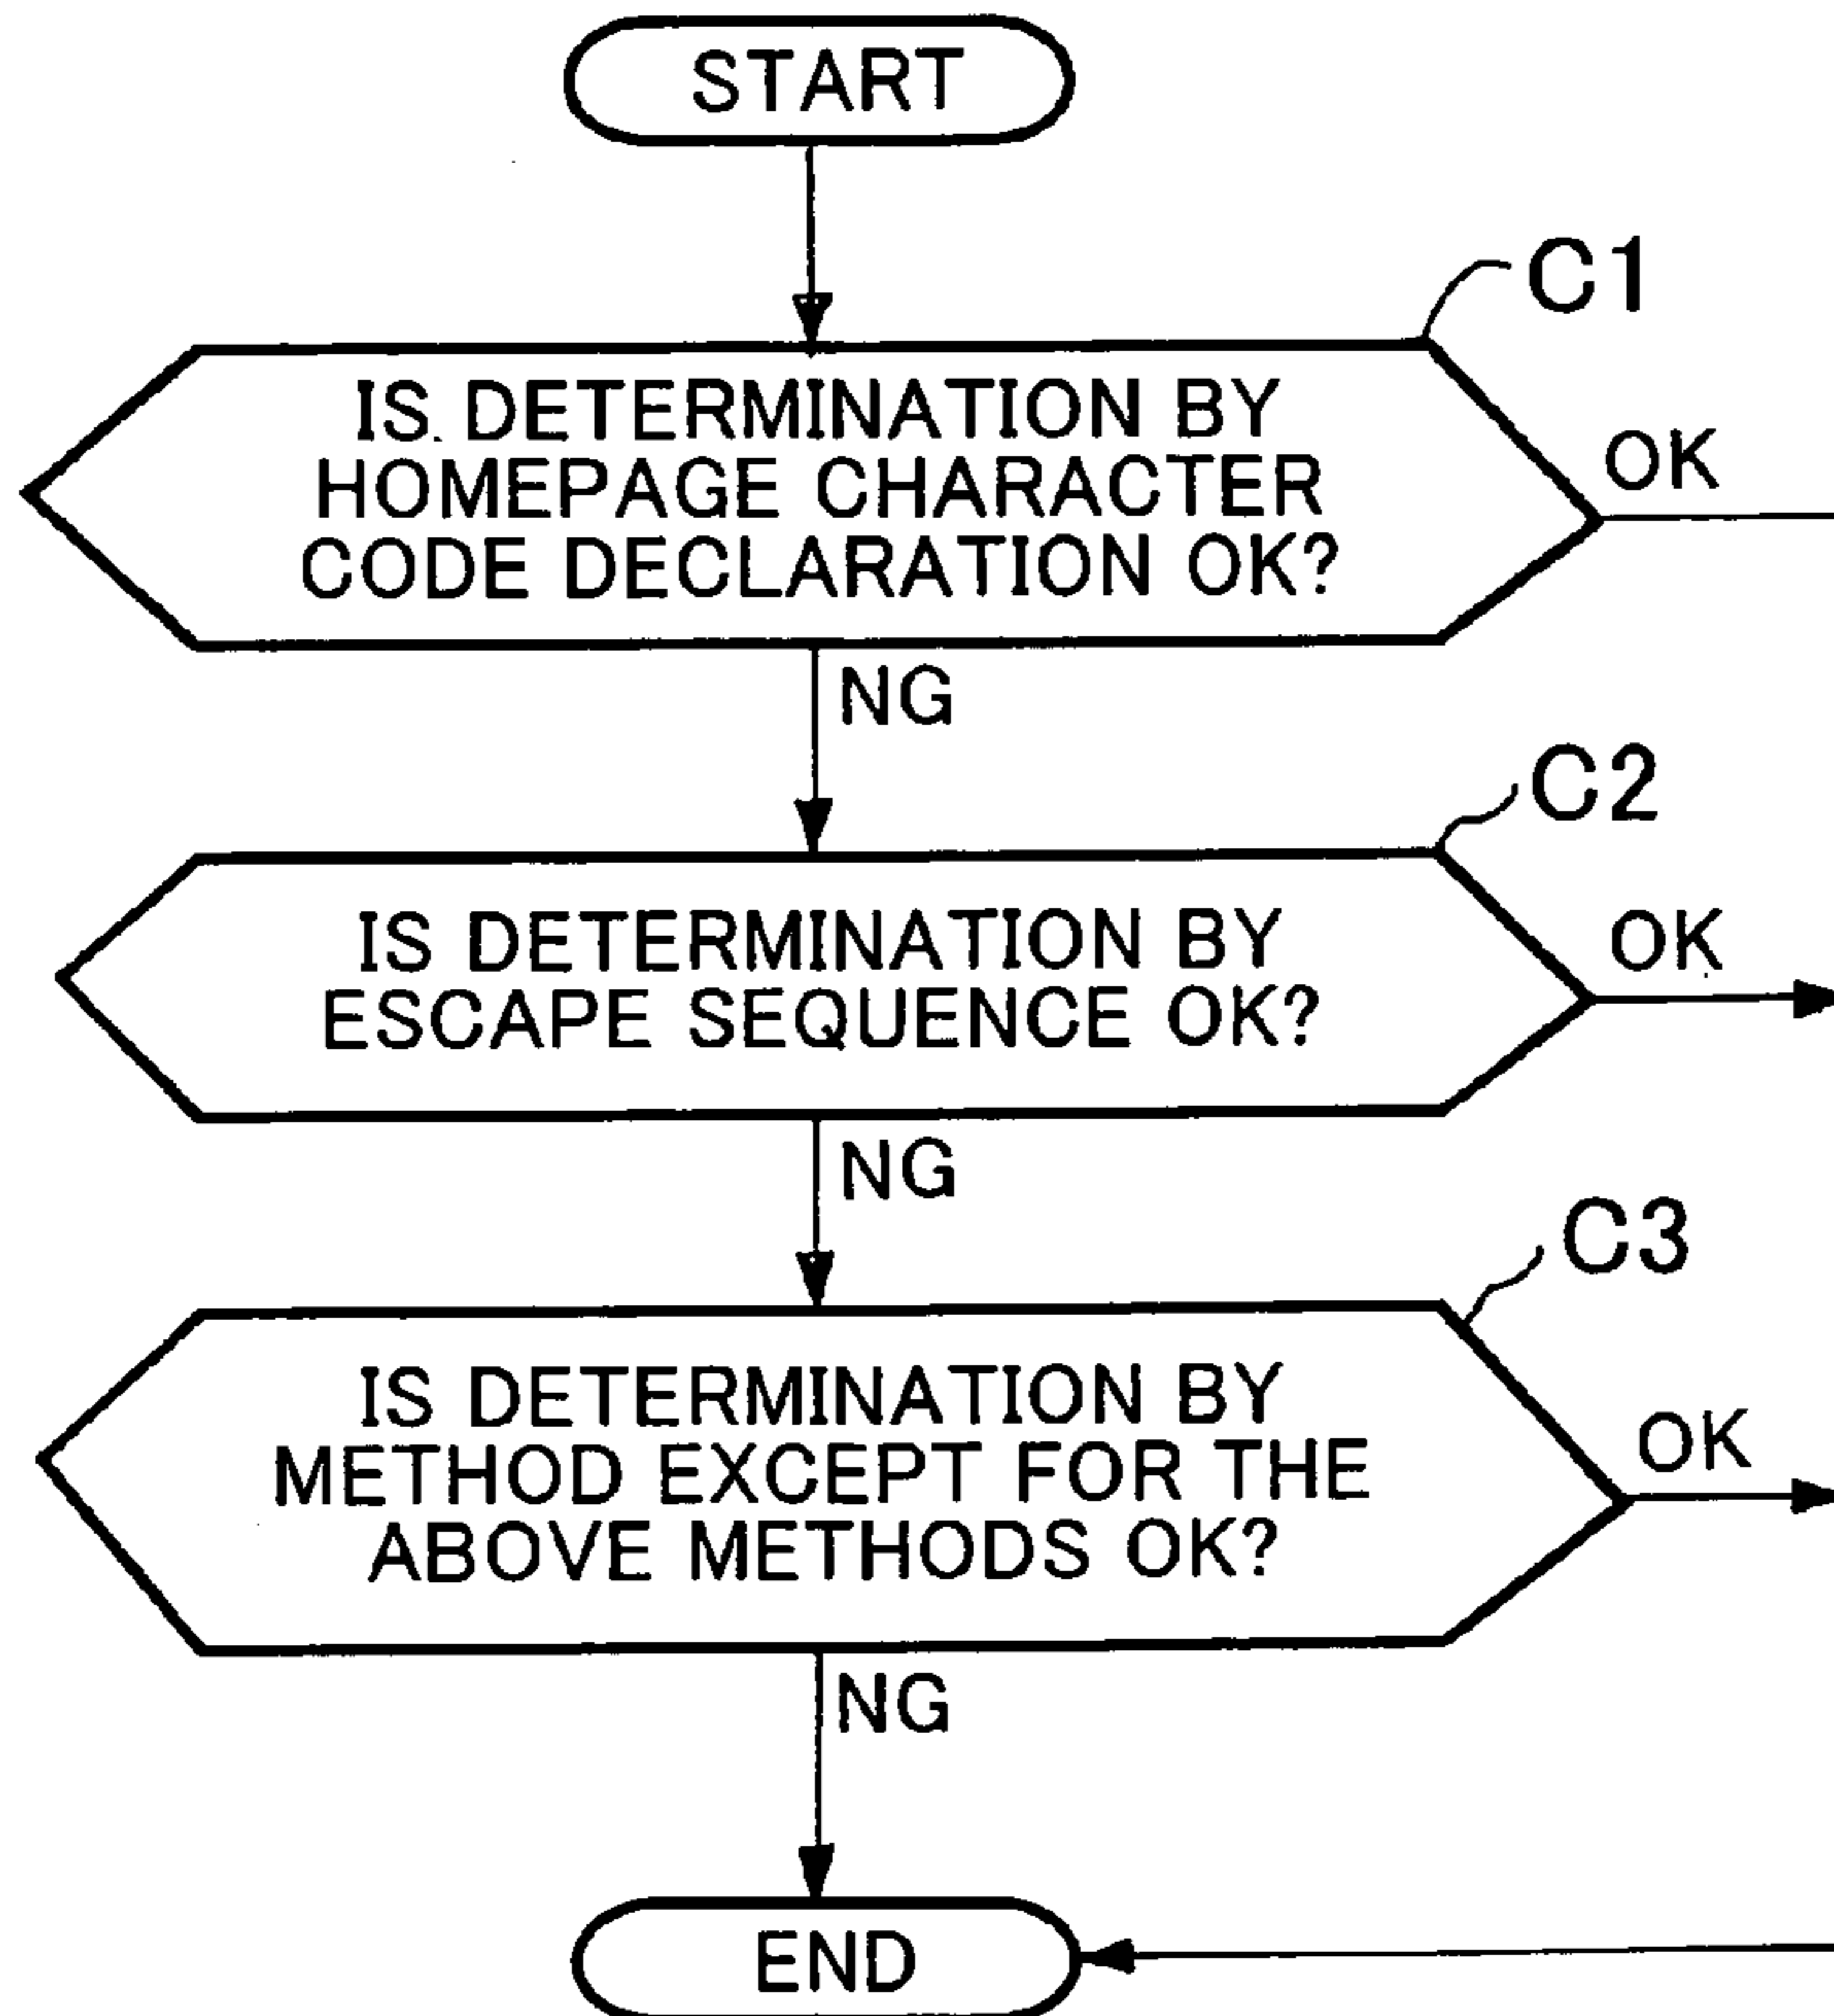 START
C1
IS DETERMINATION BY
HOMEPAGE CHARACTER
CODE DECLARATION OK?
OK
NG
C2
IS DETERMINATION BY
ESCAPE SEQUENCE OK?
OK
NG
C3
IS DETERMINATION BY
METHOD EXCEPT FOR THE
ABOVE METHODS OK?
OK
NG
END